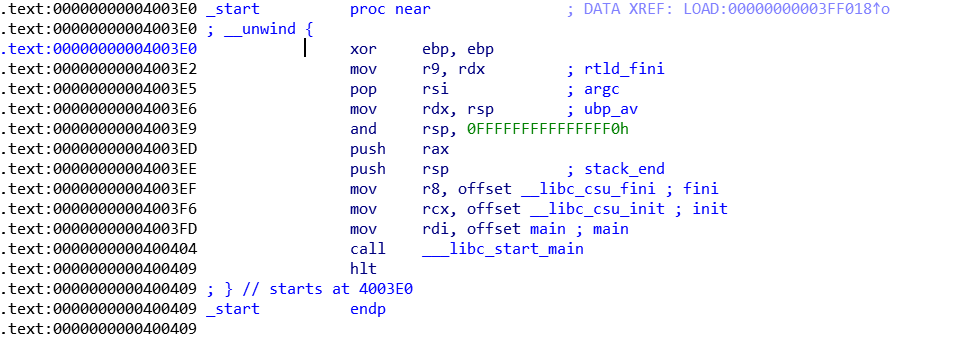 .text:00000000004003E0 _start proc near ; DATA XREF: LOAD:00000000003FF018↑o
.text:00000000004003E0 ; __unwind {
.text:00000000004003E0 xor ebp, ebp
.text:00000000004003E2 mov r9, rdx ; rtld_fini
.text:00000000004003E5 pop rsi ; argc
.text:00000000004003E6 mov rdx, rsp ; ubp_av
.text:00000000004003E9 and rsp, 0FFFFFFFFFFFFFFF0h
.text:00000000004003ED push rax
.text:00000000004003EE push rsp ; stack_end
.text:00000000004003EF mov r8, offset __libc_csu_fini ; fini
.text:00000000004003F6 mov rcx, offset __libc_csu_init ; init
.text:00000000004003FD mov rdi, offset main ; main
.text:0000000000400404 call ___libc_start_main
.text:0000000000400409 hlt
.text:0000000000400409 ; } // starts at 4003E0
.text:0000000000400409 _start endp
.text:0000000000400409